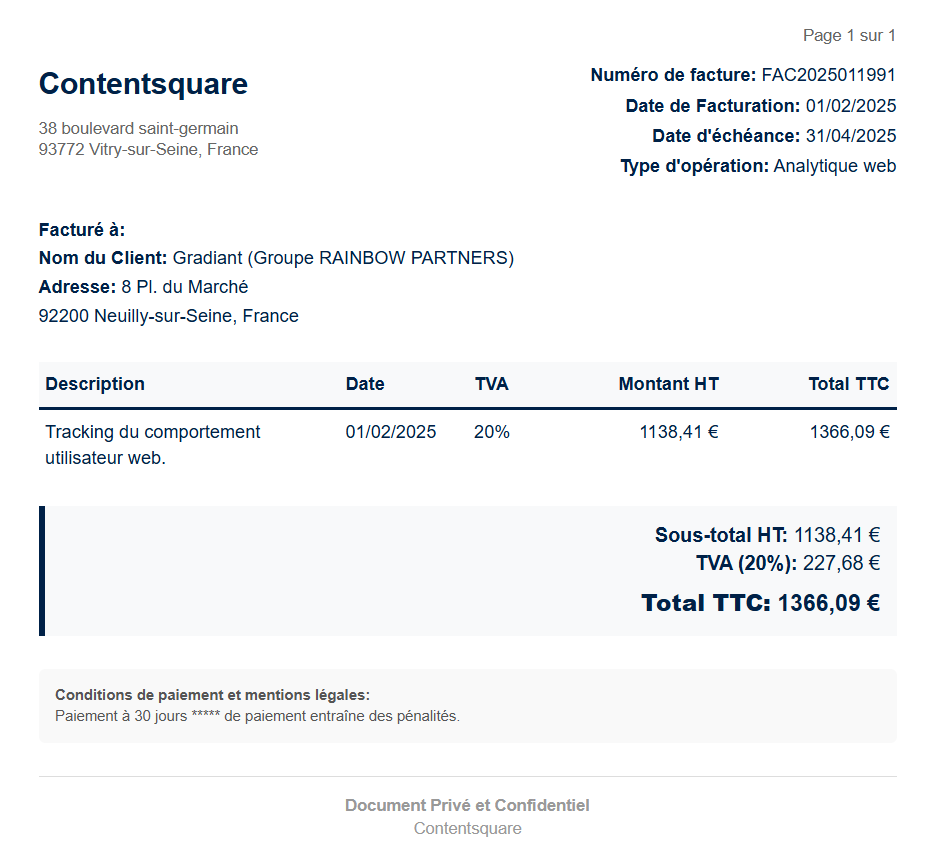 Page 1 sur 1
Contentsquare
38 boulevard saint-germain
93772 Vitry-sur-Seine, France
Numéro de facture: FAC2025011991
Date de Facturation: 01/02/2025
Date d'échéance: 31/04/2025
Type d'opération: Analytique web
Facturé à:
Nom du Client: Gradiant (Groupe RAINBOW PARTNERS)
Adresse: 8 Pl. du Marché
92200 Neuilly-sur-Seine, France
Description Date TVA Montant HT Total TTC
Tracking du comportement 01/02/2025 20% 1138,41 € 1366,09 €
utilisateur web.
Sous-total HT: 1138,41 €
TVA (20%): 227,68 €
Total TTC: 1366,09 €
Conditions de paiement et mentions légales:
Paiement à 30 jours ***** de paiement entraîne des pénalités.
Document Privé et Confidentiel
Contentsquare